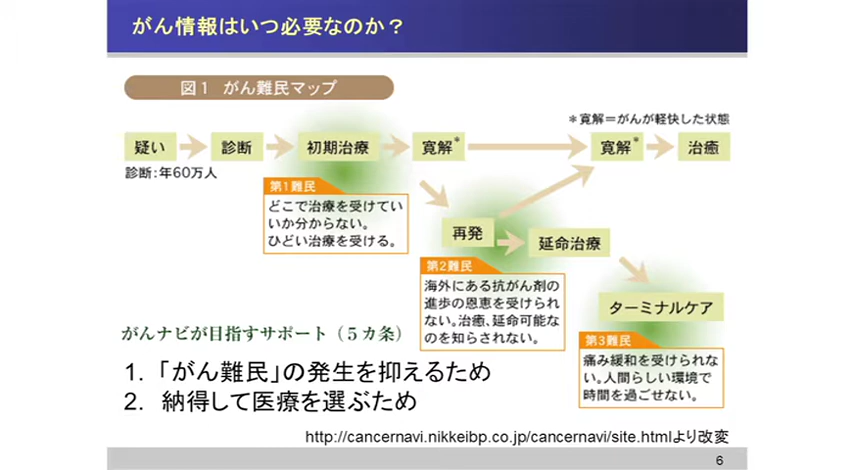 がん情報はいつ必要なのか？
図１　がん難民マップ
＊寛解＝がんが軽快した状態
疑い
診断
初期治療
寛解＊
寛解＊
治癒
診断：年60万人
第1難民
どこで治療を受けてい
いか分からない。
ひどい治療を受ける。
再発
延命治療
第2難民
海外にある抗がん剤の
進歩の恩恵を受けられ
ない。治癒、延命可能な
のを知らされない。
ターミナルケア
第3難民
痛み緩和を受けられな
い。人間らしい環境で
時間を過ごせない。
がんナビが目指すサポート（５カ条）
1. 「がん難民」の発生を抑えるため
2. 納得して医療を選ぶため
http://cancernavi.nikkeibp.co.jp/cancernavi/site.htmlより改変
6